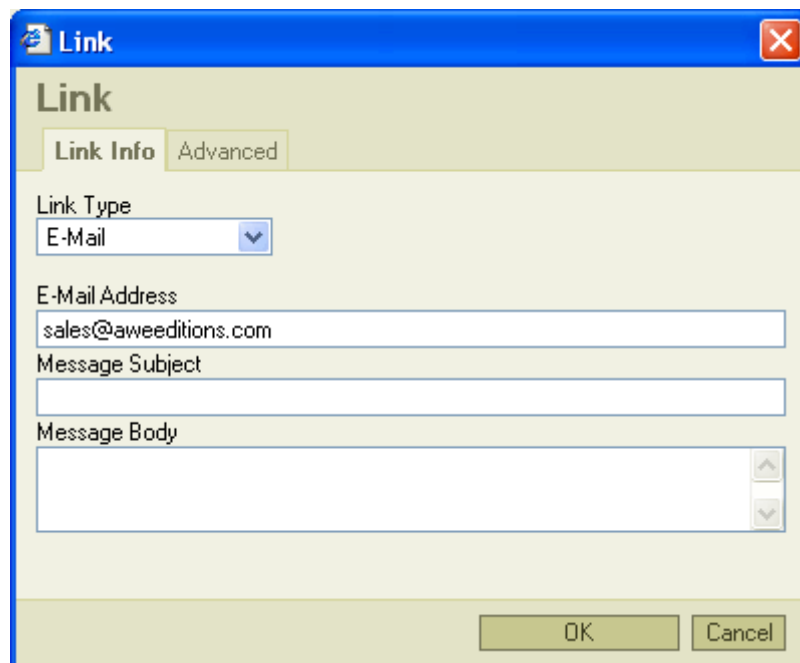 Link
Link
Link Info Advanced
Link Type
E-Mail
E-Mail Address
sales@aweeditions.com
Message Subject
Message Body
OK Cancel